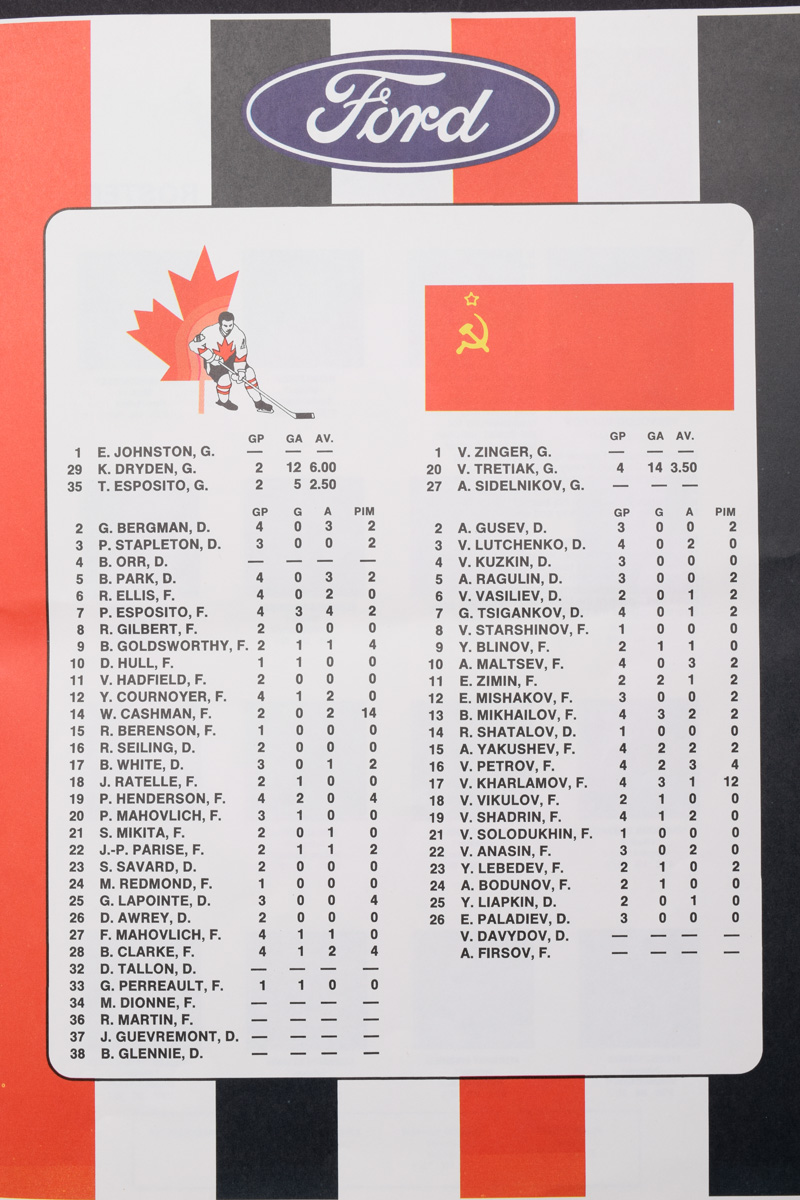 Ford
GP GA AV.
1 E. JOHNSTON, G. — — —
29 K. DRYDEN, G. 2 12 6.00
35 T. ESPOSITO, G. 2 5 2.50
GP G A PIM
2 G. BERGMAN, D. 4 0 3 2
3 P. STAPLETON, D. 3 0 0 2
4 B. ORR, D. — — — —
5 B. PARK, D. 4 0 3 2
6 R. ELLIS, F. 4 0 2 0
7 P. ESPOSITO, F. 4 3 4 2
8 R. GILBERT, F. 2 0 0 0
9 B. GOLDSWORTHY, F. 2 1 1 4
10 D. HULL, F. 1 1 0 0
11 V. HADFIELD, F. 2 0 0 0
12 Y. COURNOYER, F. 4 1 2 0
14 W. CASHMAN, F. 2 0 2 14
15 R. BERENSON, F. 1 0 0 0
16 R. SEILING, D. 2 0 0 0
17 B. WHITE, D. 3 0 1 2
18 J. RATELLE, F. 2 1 0 0
19 P. HENDERSON, F. 4 2 0 4
20 P. MAHOVLICH, F. 3 1 0 0
21 S. MIKITA, F. 2 0 1 0
22 J.-P. PARISE, F. 2 1 1 2
23 S. SAVARD, D. 2 0 0 0
24 M. REDMOND, F. 1 0 0 0
25 G. LAPOINTE, D. 3 0 0 4
26 D. AWREY, D. 2 0 0 0
27 F. MAHOVLICH, F. 4 1 1 0
28 B. CLARKE, F. 4 1 2 4
32 D. TALLON, D. — — — —
33 G. PERREAULT, F. 1 1 0 0
34 M. DIONNE, F. — — — —
36 R. MARTIN, F. — — — —
37 J. GUEVREMONT, D. — — — —
38 B. GLENNIE, D. — — — —
GP GA AV.
1 V. ZINGER, G. — — —
20 V. TRETIAK, G. 4 14 3.50
27 A. SIDELNIKOV, G. — — —
GP G A PIM
2 A. GUSEV, D. 3 0 0 2
3 V. LUTCHENKO, D. 4 0 2 0
4 V. KUZKIN, D. 3 0 0 0
5 A. RAGULIN, D. 3 0 0 2
6 V. VASILIEV, D. 2 0 1 2
7 G. TSIGANKOV, D. 4 0 1 2
8 V. STARSHINOV, F. 1 0 0 0
9 Y. BLINOV, F. 2 1 1 0
10 A. MALTSEV, F. 4 0 3 2
11 E. ZIMIN, F. 2 2 1 2
12 E. MISHAKOV, F. 3 0 0 2
13 B. MIKHAILOV, F. 4 3 2 2
14 R. SHATALOV, D. 1 0 0 0
15 A. YAKUSHEV, F. 4 2 2 2
16 V. PETROV, F. 4 2 3 4
17 V. KHARLAMOV, F. 4 3 1 12
18 V. VIKULOV, F. 2 1 0 0
19 V. SHADRIN, F. 4 1 2 0
21 V. SOLODUKHIN, F. 1 0 0 0
22 V. ANASIN, F. 3 0 2 0
23 Y. LEBEDEV, F. 2 1 0 2
24 A. BODUNOV, F. 2 1 0 0
25 Y. LIAPKIN, D. 2 0 1 0
26 E. PALADIEV, D. 3 0 0 0
V. DAVYDOV, D. — — — —
A. FIRSOV, F. — — — —